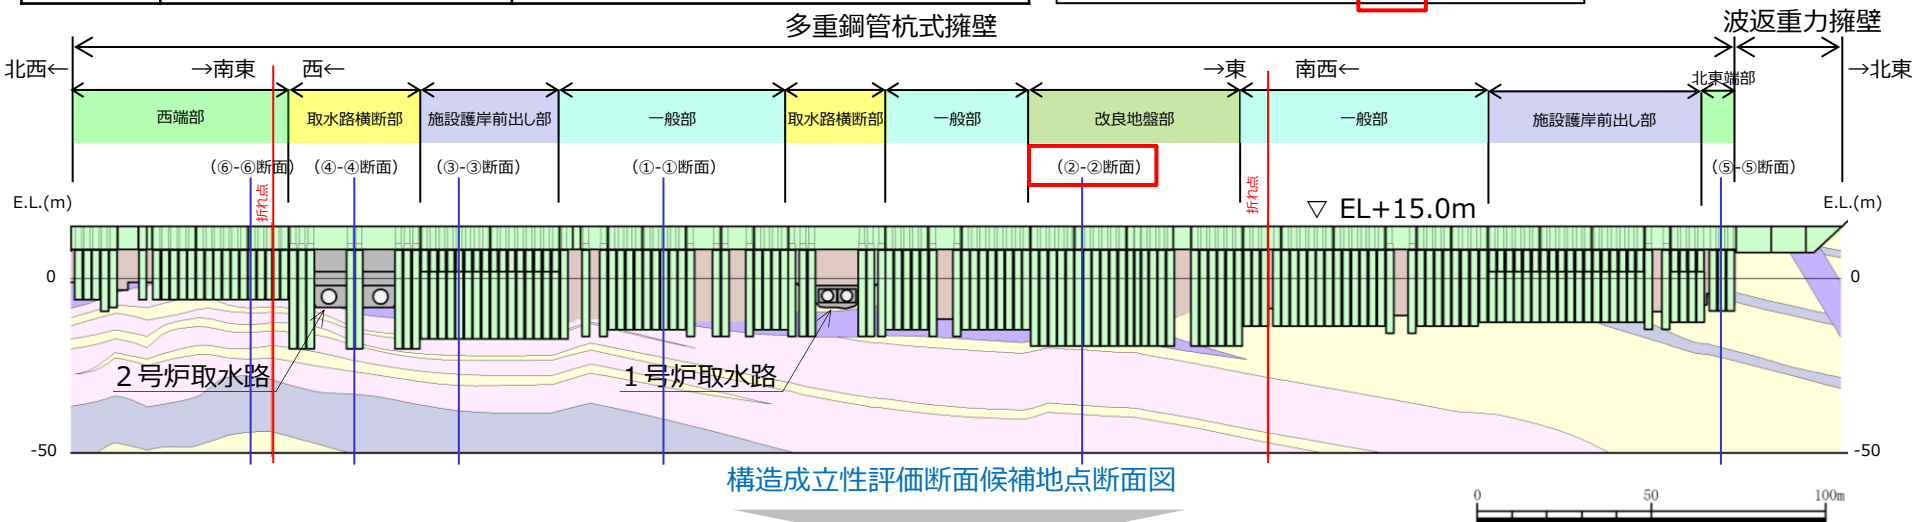 多重鋼管杭式擁壁
波返重力擁壁
北西← →南東 西← →東 南西← →北東
西端部 取水路横断部 施設護岸前出し部 一般部 取水路横断部 一般部 改良地盤部 一般部 施設護岸前出し部 北東端部
(⑥-⑥断面) (④-④断面) (③-③断面) (①-①断面) (②-②断面) (⑤-⑤断面)
折れ点 折れ点
E.L.(m) ▽ EL+15.0m E.L.(m)
0 0
2号炉取水路 1号炉取水路
-50 -50
構造成立性評価断面候補地点断面図
0 50 100m